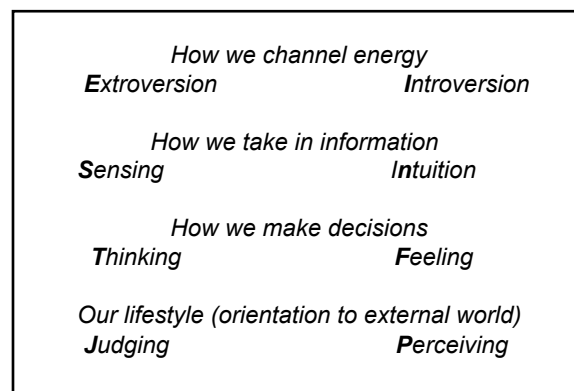 How we channel energy
Extroversion Introversion
How we take in information
Sensing Intuition
How we make decisions
Thinking Feeling
Our lifestyle (orientation to external world)
Judging Perceiving